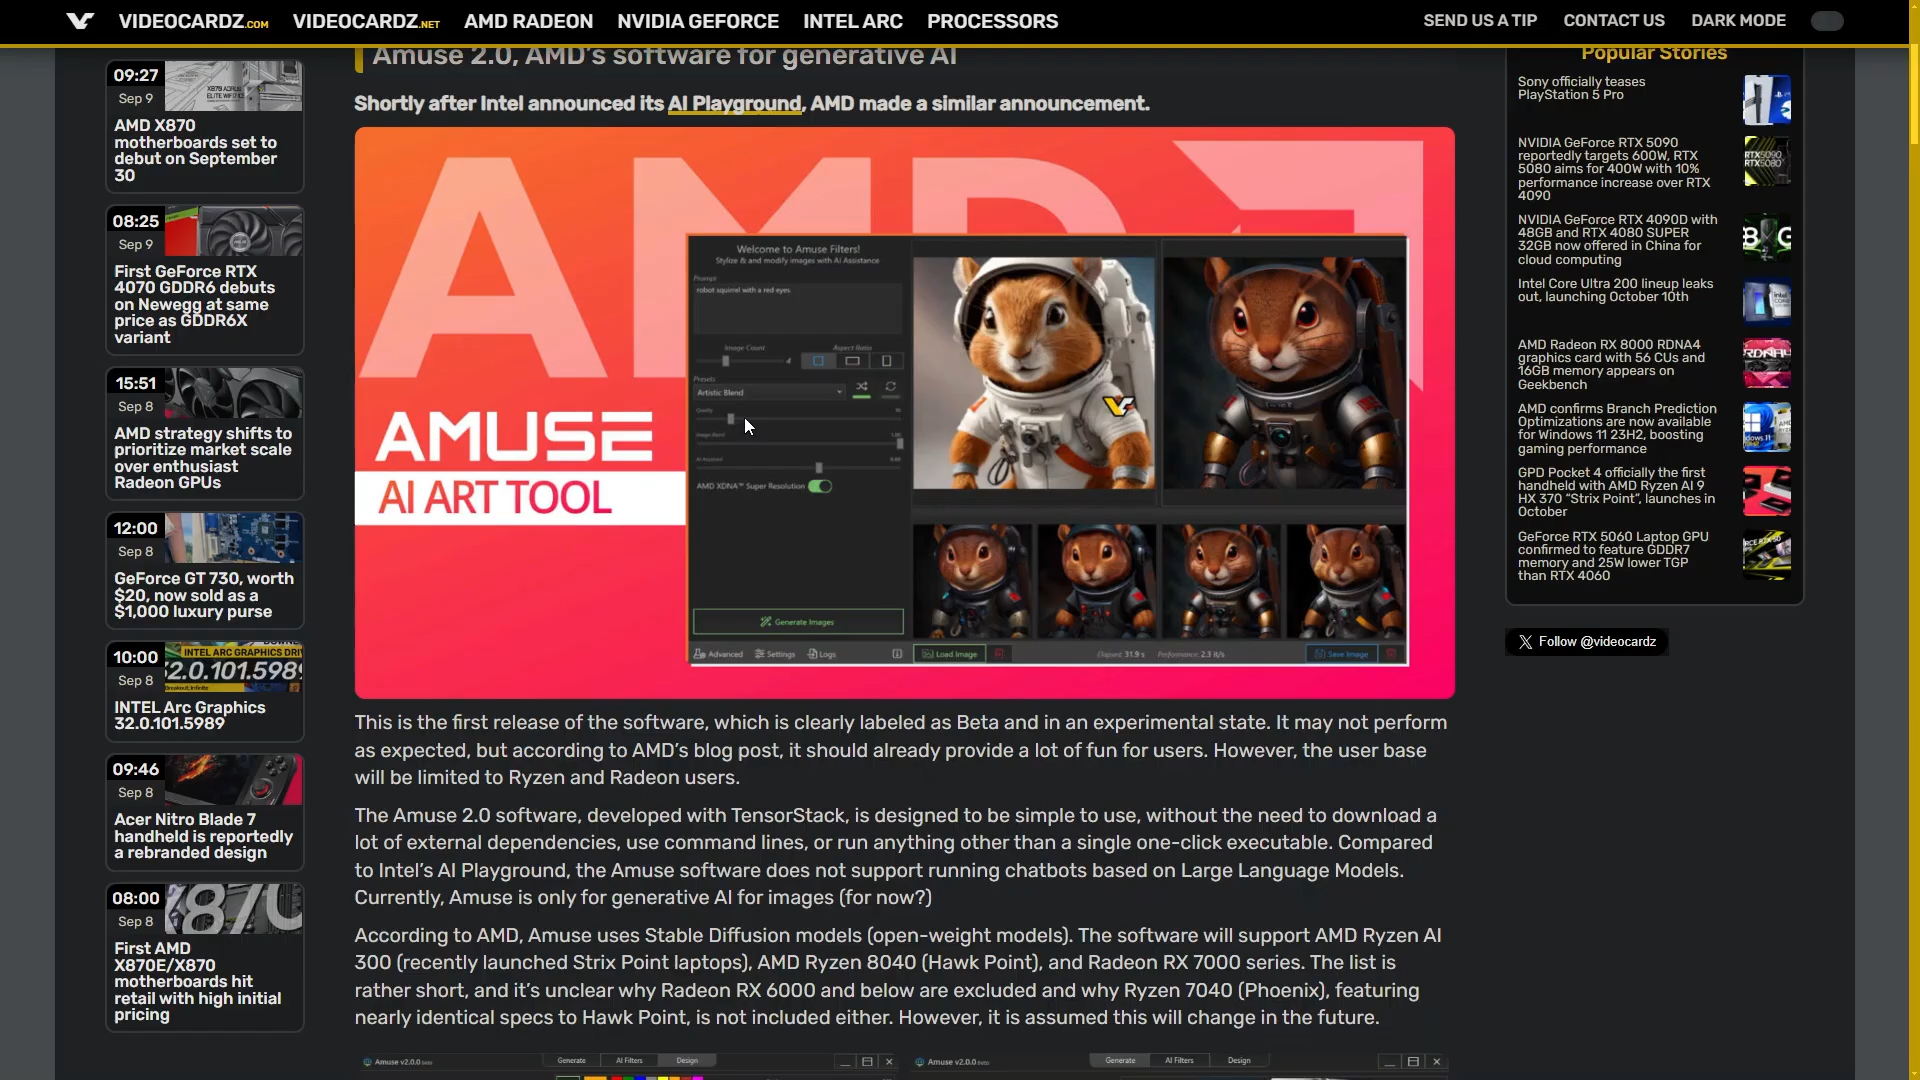 VIDEOCARDZ.COM VIDEOCARDZ.NET AMD RADEON NVIDIA GEFORCE INTEL ARC PROCESSORS SEND US A TIP CONTACT US DARK MODE
09:27
Sep 9
AMD X870
motherboards set to
debut on September
30
08:25
Sep 9
First GeForce RTX
4070 GDDR6 debuts
on Newegg at same
price as GDDR6X
variant
15:51
Sep 8
AMD strategy shifts to
prioritize market scale
over enthusiast
Radeon GPUs
12:00
Sep 8
GeForce GT 730, worth
$20, now sold as a
$1,000 luxury purse
10:00
Sep 8
INTEL ARC GRAPHICS DRI
32.0.101.5989
INTEL Arc Graphics
32.0.101.5989
09:46
Sep 8
Acer Nitro Blade 7
handheld is reportedly
a rebranded design
08:00
Sep 8
X870
First AMD
X870E/X870
motherboards hit
retail with high initial
pricing
Amuse 2.0, AMD's software for generative AI
Shortly after Intel announced its AI Playground, AMD made a similar announcement.
AMD
AMUSE
AI ART TOOL
Welcome to Amuse Filters!
Stylize & and modify images with AI Assistance
Prompt
robot squirrel with a red eyes
Image Count
4
Aspect Ratio
Presets
Artistic Blend
Quality
AMD XDNA™ Super Resolution
Generate Images
Advanced Settings Logs
Load Image
Elapsed: 31.9 s Performance: 2.3 it/s
Save Image
This is the first release of the software, which is clearly labeled as Beta and in an experimental state. It may not perform
as expected, but according to AMD's blog post, it should already provide a lot of fun for users. However, the user base
will be limited to Ryzen and Radeon users.
The Amuse 2.0 software, developed with TensorStack, is designed to be simple to use, without the need to download a
lot of external dependencies, use command lines, or run anything other than a single one-click executable. Compared
to Intel's AI Playground, the Amuse software does not support running chatbots based on Large Language Models.
Currently, Amuse is only for generative AI for images (for now?)
According to AMD, Amuse uses Stable Diffusion models (open-weight models). The software will support AMD Ryzen AI
300 (recently launched Strix Point laptops), AMD Ryzen 8040 (Hawk Point), and Radeon RX 7000 series. The list is
rather short, and it's unclear why Radeon RX 6000 and below are excluded and why Ryzen 7040 (Phoenix), featuring
nearly identical specs to Hawk Point, is not included either. However, it is assumed this will change in the future.
Amuse v2.0.0 beta
Generate AI Filters Design
Amuse v2.0.0 beta
Generate AI Filters Design
Popular Stories
Sony officially teases
PlayStation 5 Pro
NVIDIA GeForce RTX 5090
reportedly targets 600W, RTX
5080 aims for 400W with 10%
performance increase over RTX
4090
RTX5090
RTX5080
NVIDIA GeForce RTX 4090D with
48GB and RTX 4080 SUPER
32GB now offered in China for
cloud computing
Intel Core Ultra 200 lineup leaks
out, launching October 10th
AMD Radeon RX 8000 RDNA4
graphics card with 56 CUs and
16GB memory appears on
Geekbench
AMD confirms Branch Prediction
Optimizations are now available
for Windows 11 23H2, boosting
gaming performance
GPD Pocket 4 officially the first
handheld with AMD Ryzen AI 9
HX 370 "Strix Point", launches in
October
GeForce RTX 5060 Laptop GPU
confirmed to feature GDDR7
memory and 25W lower TGP
than RTX 4060
Follow @videocardz